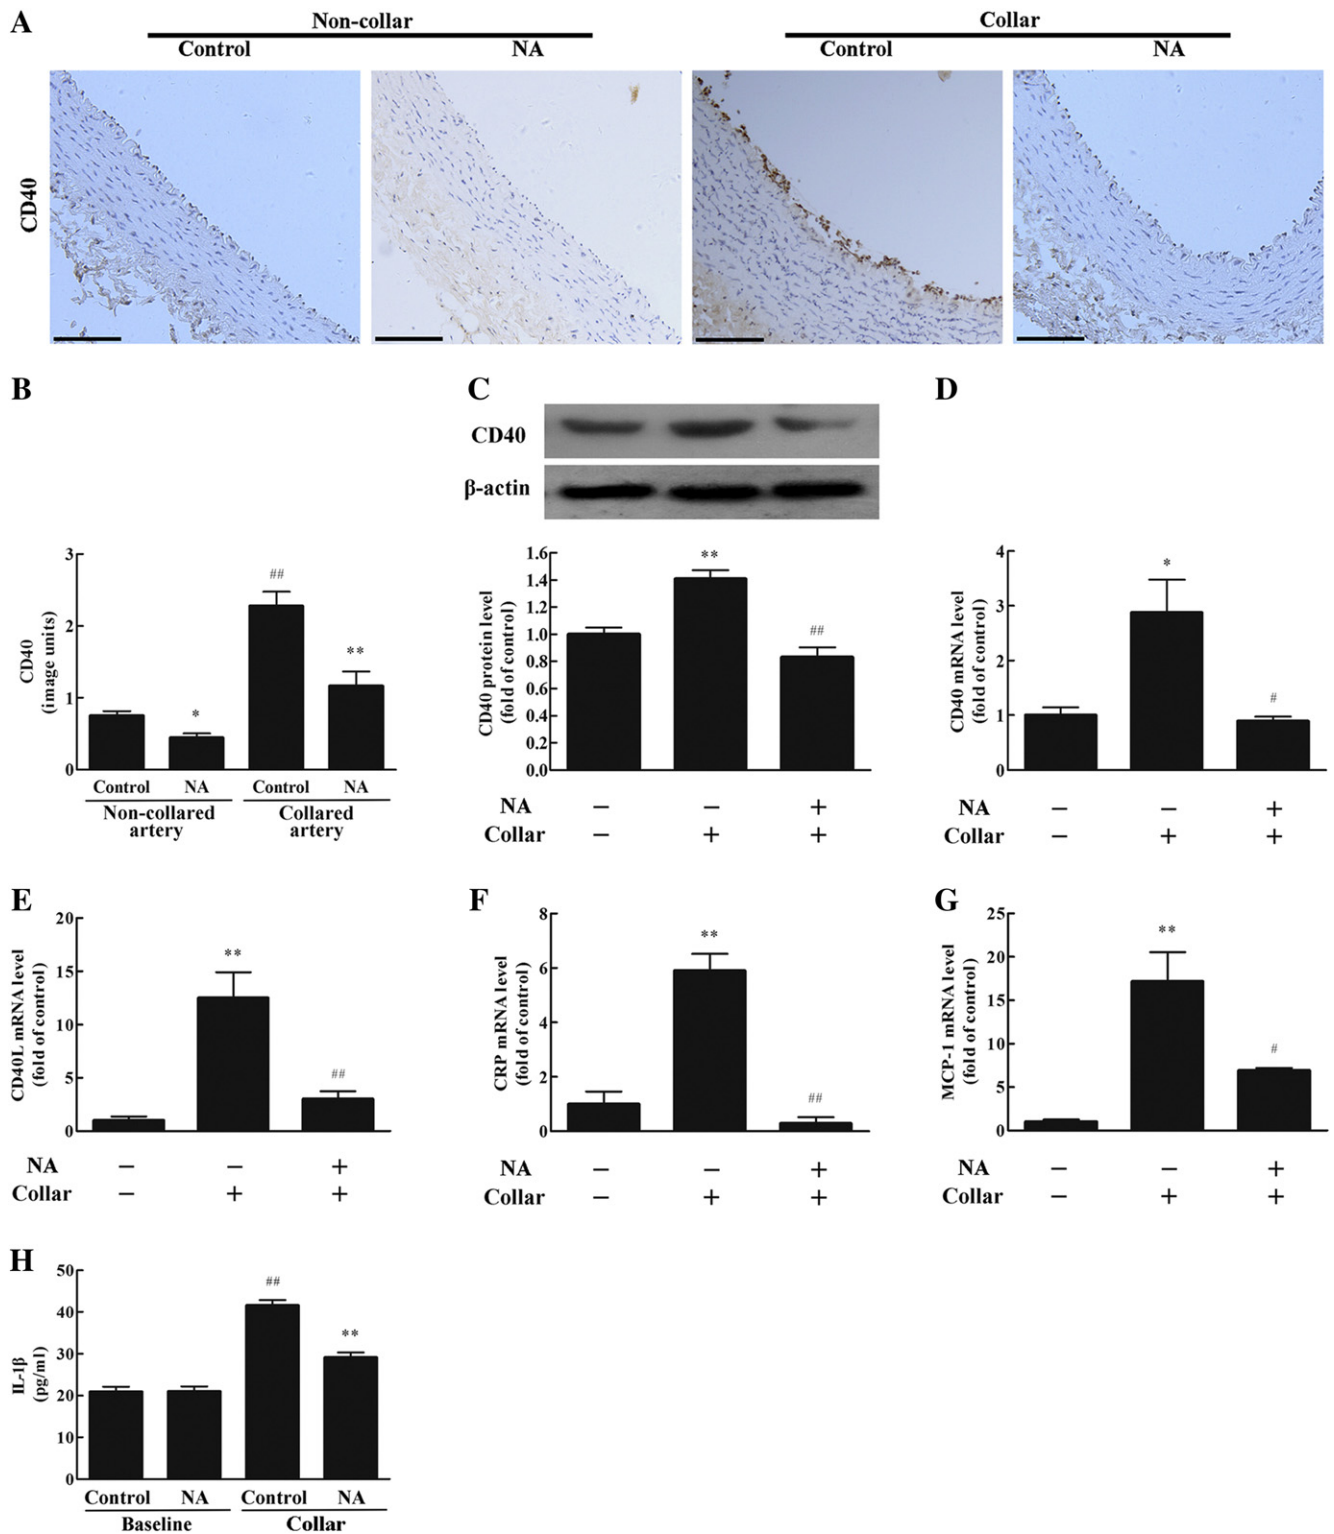 A
Non-collar
Collar
Control
NA
Control
NA
CD40
B
C
D
CD40
β-actin
CD40
(image units)
3
2
1
0
##
*
**
Control
NA
Control
NA
Non-collared
artery
Collared
artery
CD40 protein level
(fold of control)
1.6
1.4
1.2
1.0
0.8
0.6
0.4
0.2
0.0
**
##
NA
−
−
+
Collar
−
+
+
CD40 mRNA level
(fold of control)
4
3
2
1
0
*
#
NA
−
−
+
Collar
−
+
+
E
CD40L mRNA level
(fold of control)
20
15
10
5
0
**
##
NA
−
−
+
Collar
−
+
+
F
CRP mRNA level
(fold of control)
8
6
4
2
0
**
##
NA
−
−
+
Collar
−
+
+
G
MCP-1 mRNA level
(fold of control)
25
20
15
10
5
0
**
#
NA
−
−
+
Collar
−
+
+
H
IL-1β
(pg/ml)
50
40
30
20
10
0
##
**
Control
NA
Control
NA
Baseline
Collar